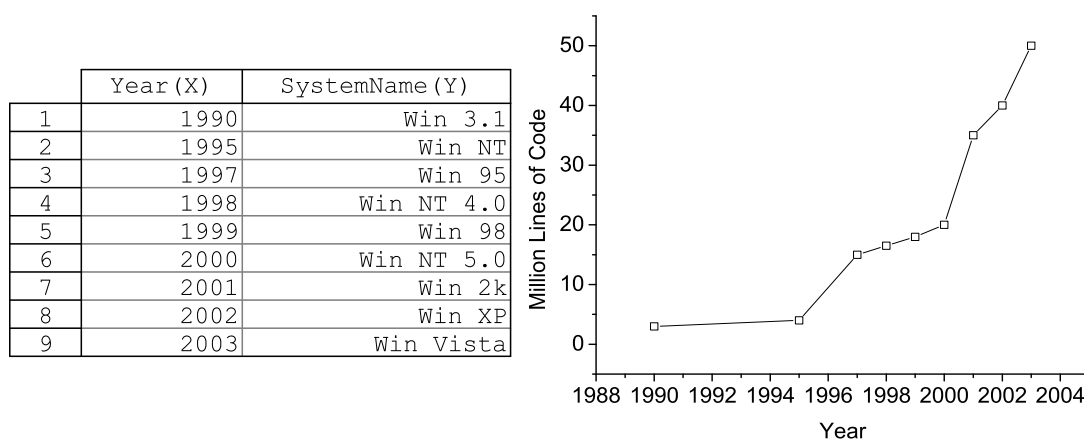 Year(X) SystemName(Y)
1 1990 Win 3.1
2 1995 Win NT
3 1997 Win 95
4 1998 Win NT 4.0
5 1999 Win 98
6 2000 Win NT 5.0
7 2001 Win 2k
8 2002 Win XP
9 2003 Win Vista
Million Lines of Code
50
40
30
20
10
0
1988 1990 1992 1994 1996 1998 2000 2002 2004
Year